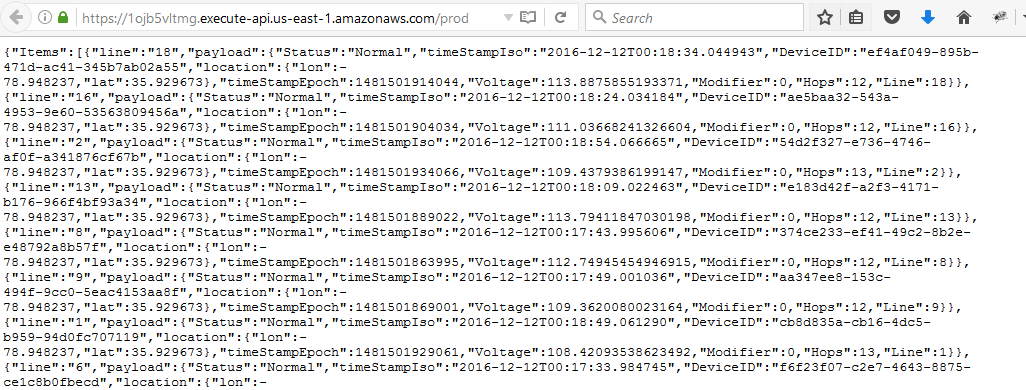 https://1ojb5vltmg.execute-api.us-east-1.amazonaws.com/prod
Search
{"Items":[{"line":"18","payload":{"Status":"Normal","timeStampIso":"2016-12-12T00:18:34.044943","DeviceID":"ef4af049-895b-
471d-ac41-345b7ab02a55","location":{"lon":-
78.948237,"lat":35.929673},"timeStampEpoch":1481501914044,"Voltage":113.8875855193371,"Modifier":0,"Hops":12,"Line":18}},
{"line":"16","payload":{"Status":"Normal","timeStampIso":"2016-12-12T00:18:24.034184","DeviceID":"ae5baa32-543a-
4953-9e60-53563809456a","location":{"lon":-
78.948237,"lat":35.929673},"timeStampEpoch":1481501904034,"Voltage":111.03668241326604,"Modifier":0,"Hops":12,"Line":16}},
{"line":"2","payload":{"Status":"Normal","timeStampIso":"2016-12-12T00:18:54.066665","DeviceID":"54d2f327-e736-4746-
af0f-a341876cf67b","location":{"lon":-
78.948237,"lat":35.929673},"timeStampEpoch":1481501934066,"Voltage":109.4379386199147,"Modifier":0,"Hops":13,"Line":2}},
{"line":"13","payload":{"Status":"Normal","timeStampIso":"2016-12-12T00:18:09.022463","DeviceID":"e183d42f-a2f3-4171-
b176-966f4bf93a34","location":{"lon":-
78.948237,"lat":35.929673},"timeStampEpoch":1481501889022,"Voltage":113.79411847030198,"Modifier":0,"Hops":12,"Line":13}},
{"line":"8","payload":{"Status":"Normal","timeStampIso":"2016-12-12T00:17:43.995606","DeviceID":"374ce233-ef41-49c2-8b2e-
e48792a8b57f","location":{"lon":-
78.948237,"lat":35.929673},"timeStampEpoch":1481501863995,"Voltage":112.74945454946915,"Modifier":0,"Hops":12,"Line":8}},
{"line":"9","payload":{"Status":"Normal","timeStampIso":"2016-12-12T00:17:49.001036","DeviceID":"aa347ee8-153c-
494f-9cc0-5eac4153aa8f","location":{"lon":-
78.948237,"lat":35.929673},"timeStampEpoch":1481501869001,"Voltage":109.3620080023164,"Modifier":0,"Hops":12,"Line":9}},
{"line":"1","payload":{"Status":"Normal","timeStampIso":"2016-12-12T00:18:49.061290","DeviceID":"cb8d835a-cb16-4dc5-
b959-94d0fc707119","location":{"lon":-
78.948237,"lat":35.929673},"timeStampEpoch":1481501929061,"Voltage":108.42093538623492,"Modifier":0,"Hops":13,"Line":1}},
{"line":"6","payload":{"Status":"Normal","timeStampIso":"2016-12-12T00:17:33.984745","DeviceID":"f6f23f07-c2e7-4643-8875-
ce1c8b0fbecd","location":{"lon":-